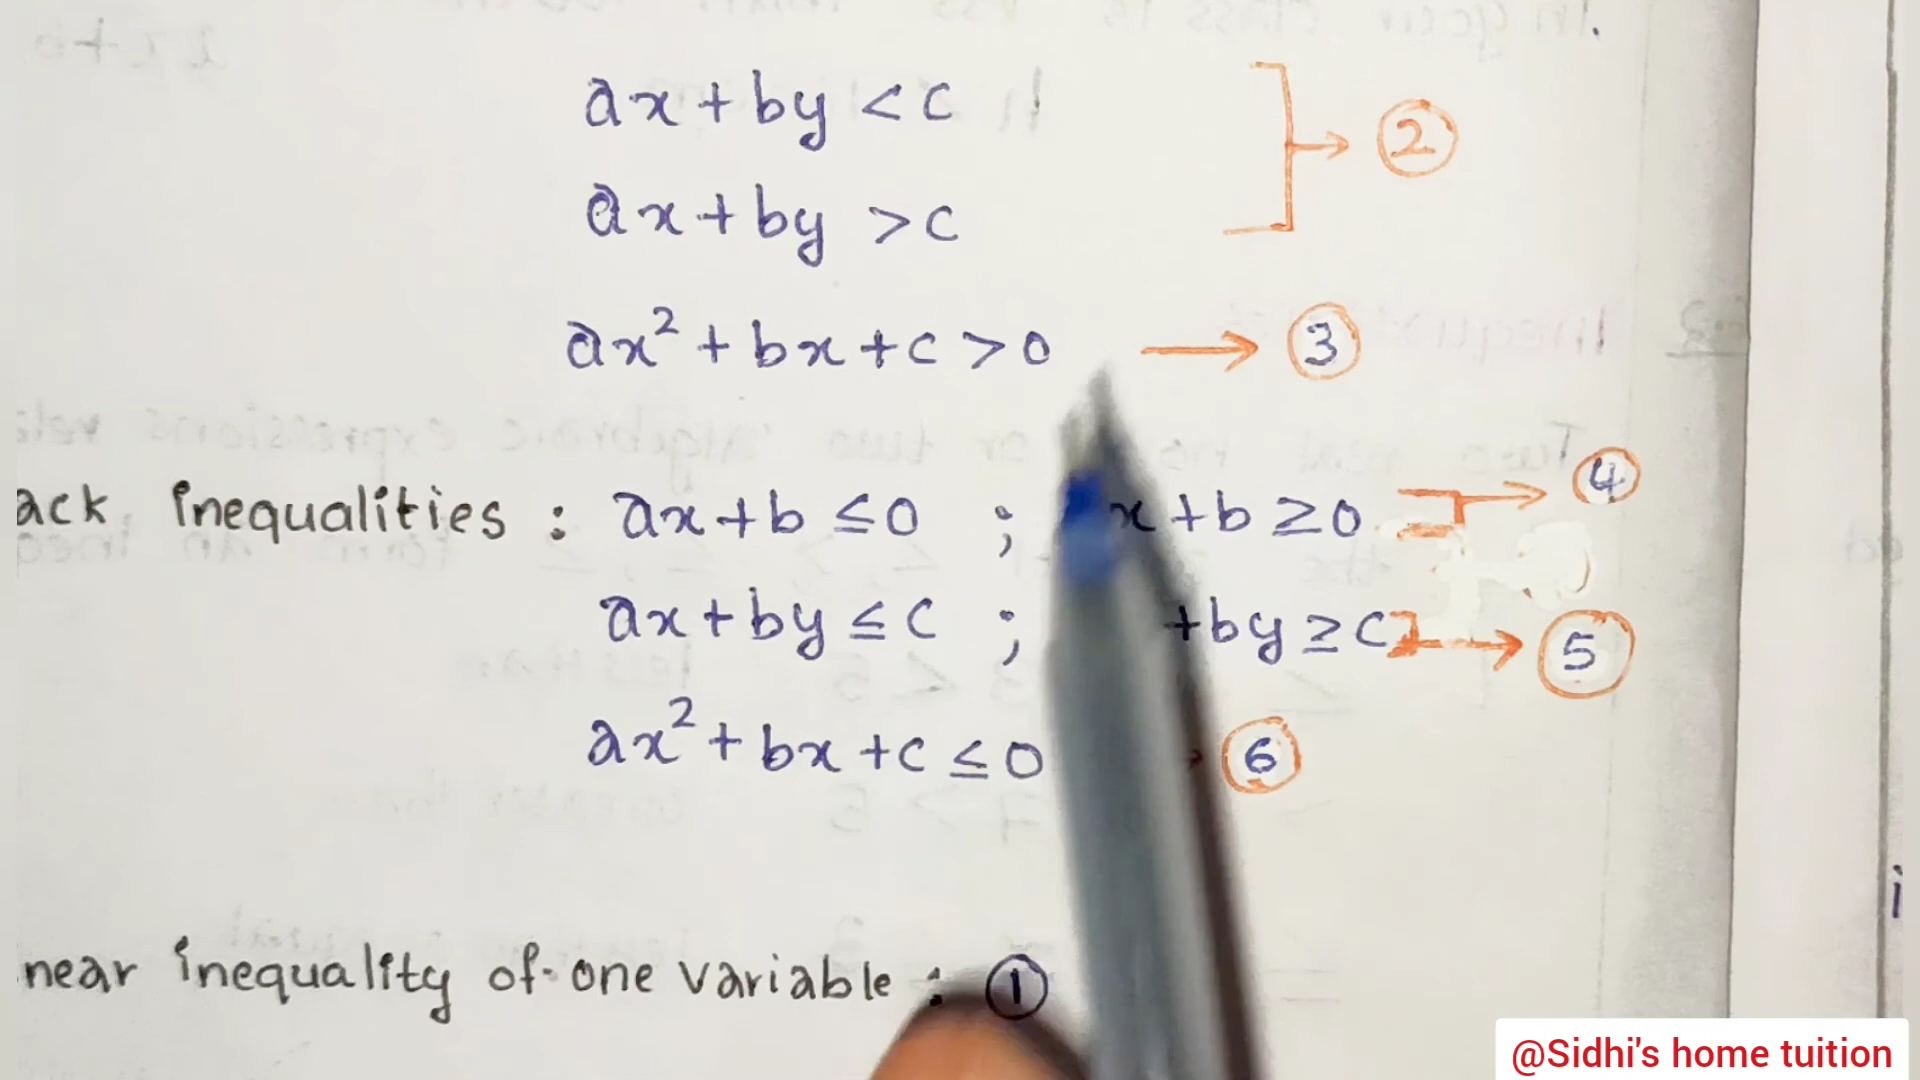 ax + by < c
ax + by > c
②
ax² + bx + c > 0 → ③
ack inequalities : ax + b ≤ 0 ; x + b ≥ 0 → ④
ax + by ≤ c ; + by ≥ c → ⑤
ax² + bx + c ≤ 0 ⑥
near inequality of one variable : ①
@Sidhi's home tuition